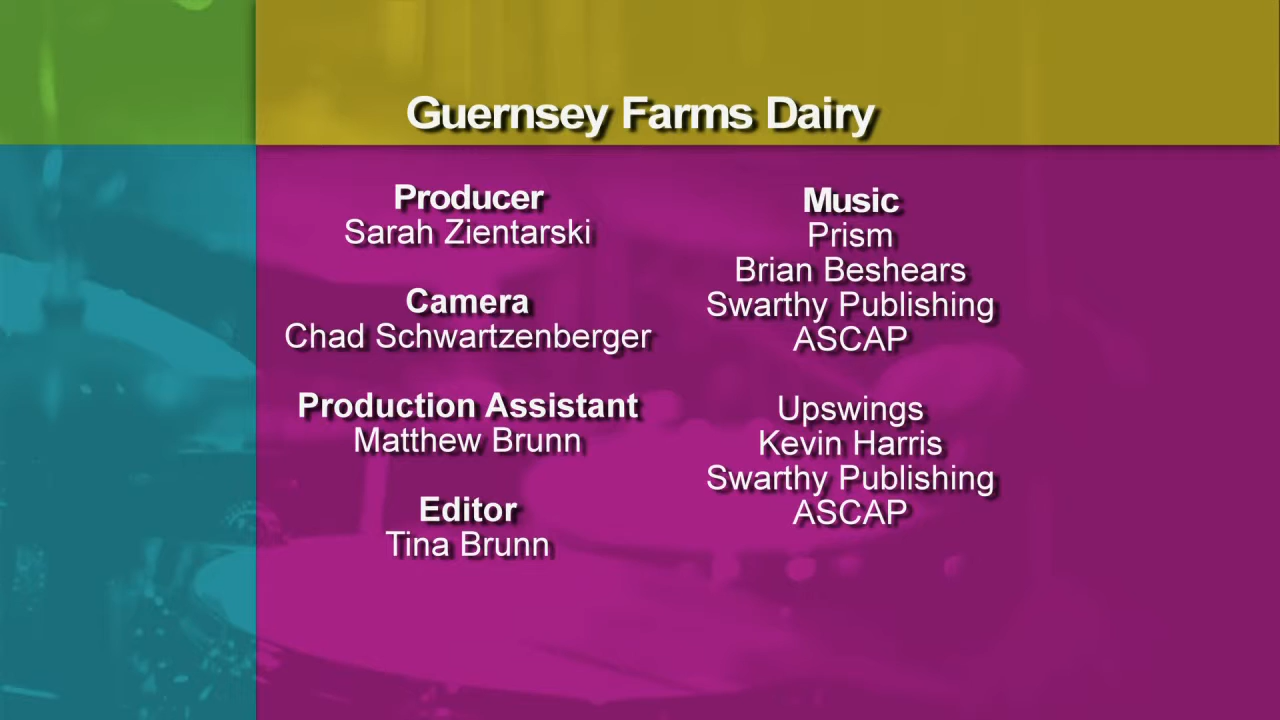 Guernsey Farms Dairy
Producer
Sarah Zientarski
Camera
Chad Schwartzenberger
Production Assistant
Matthew Brunn
Editor
Tina Brunn
Music
Prism
Brian Beshears
Swarthy Publishing
ASCAP
Upswings
Kevin Harris
Swarthy Publishing
ASCAP